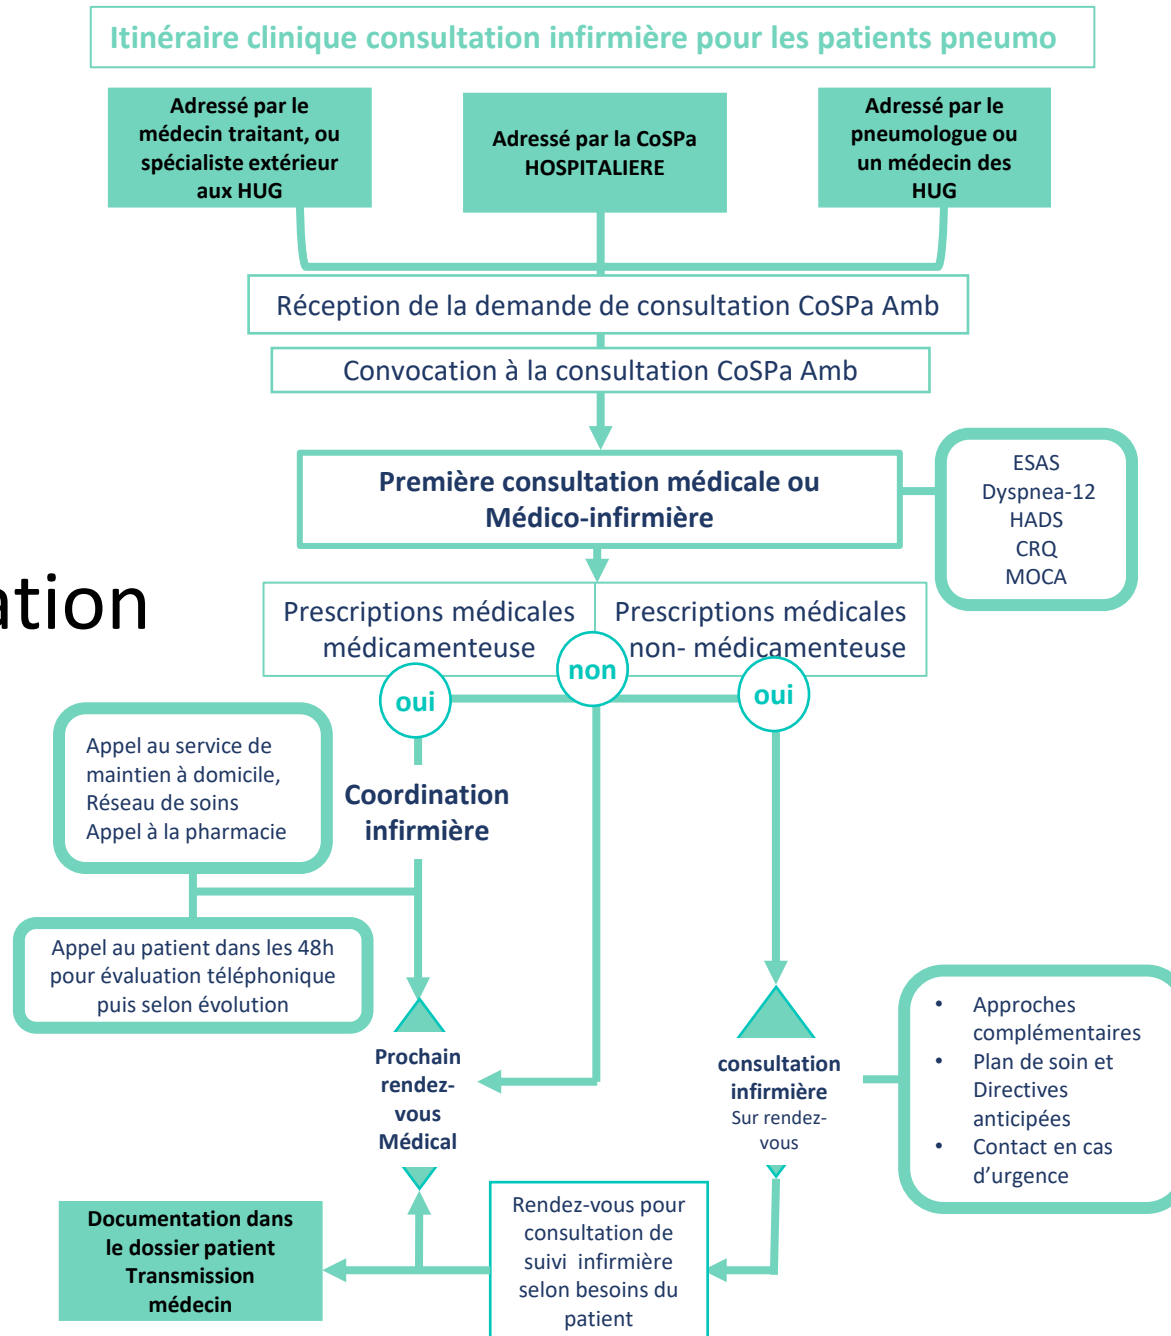 Itinéraire clinique consultation infirmière pour les patients pneumo
Adressé par le
médecin traitant, ou
spécialiste extérieur
aux HUG
Adressé par la CoSPa
HOSPITALIERE
Adressé par le
pneumologue ou
un médecin des
HUG
Réception de la demande de consultation CoSPa Amb
Convocation à la consultation CoSPa Amb
Première consultation médicale ou
Médico-infirmière
ESAS
Dyspnea-12
HADS
CRQ
MOCA
ation
Prescriptions médicales
médicamenteuse
Prescriptions médicales
non- médicamenteuse
oui
non
oui
Appel au service de
maintien à domicile,
Réseau de soins
Appel à la pharmacie
Coordination
infirmière
Appel au patient dans les 48h
pour évaluation téléphonique
puis selon évolution
Prochain
rendez-
vous
Médical
consultation
infirmière
Sur rendez-
vous
• Approches
complémentaires
• Plan de soin et
Directives
anticipées
• Contact en cas
d’urgence
Documentation dans
le dossier patient
Transmission
médecin
Rendez-vous pour
consultation de
suivi infirmière
selon besoins du
patient